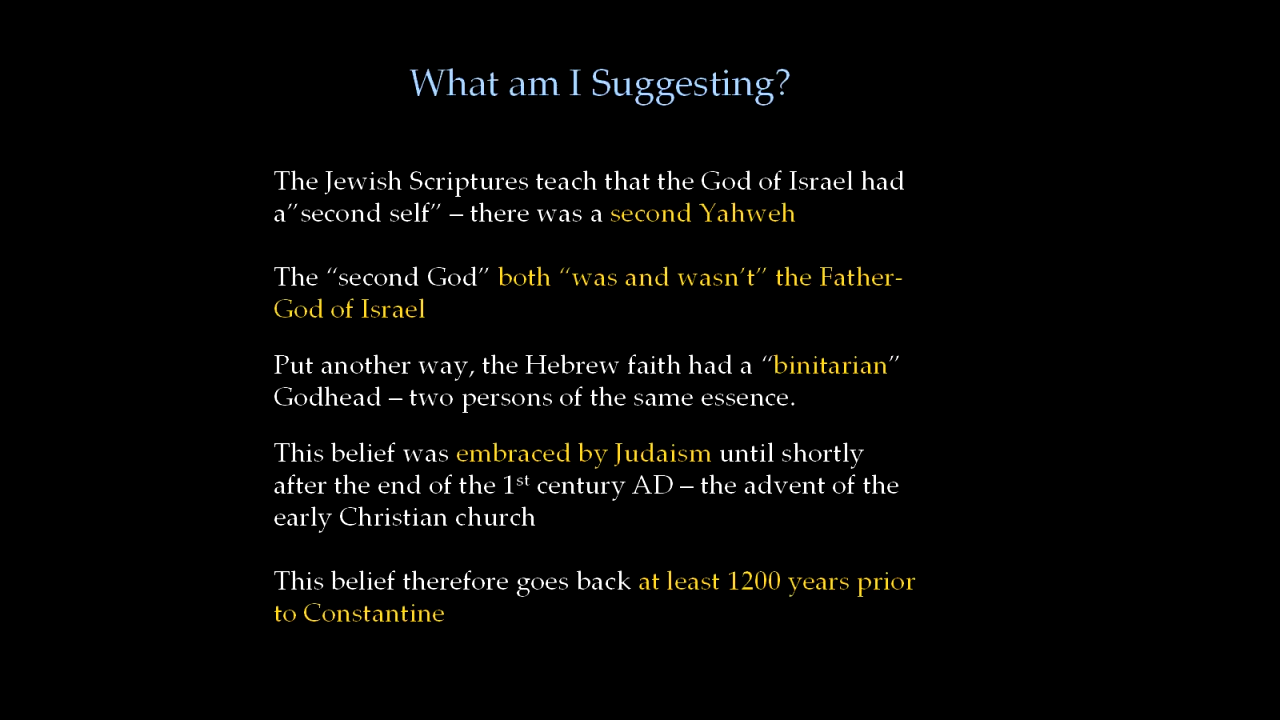 What am I Suggesting?
The Jewish Scriptures teach that the God of Israel had
a”second self” – there was a second Yahweh
The “second God” both “was and wasn’t” the Father-
God of Israel
Put another way, the Hebrew faith had a “binitarian”
Godhead – two persons of the same essence.
This belief was embraced by Judaism until shortly
after the end of the 1st century AD – the advent of the
early Christian church
This belief therefore goes back at least 1200 years prior
to Constantine